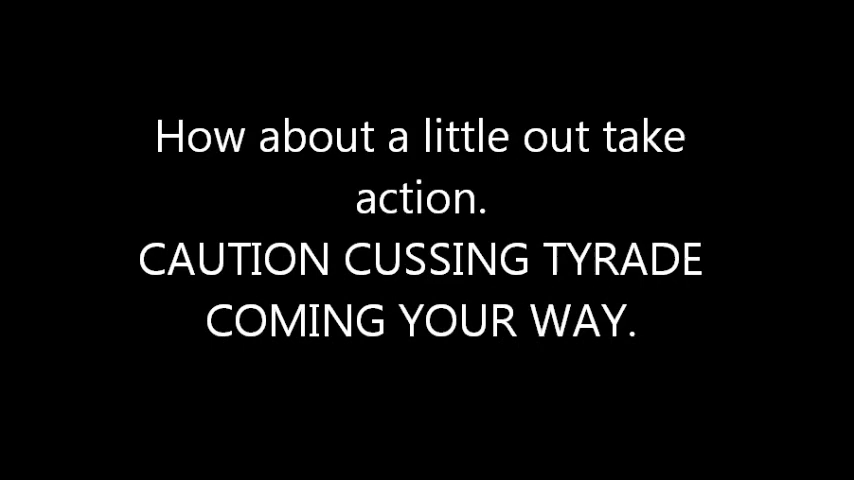 How about a little out take
action.
CAUTION CUSSING TYRADE
COMING YOUR WAY.